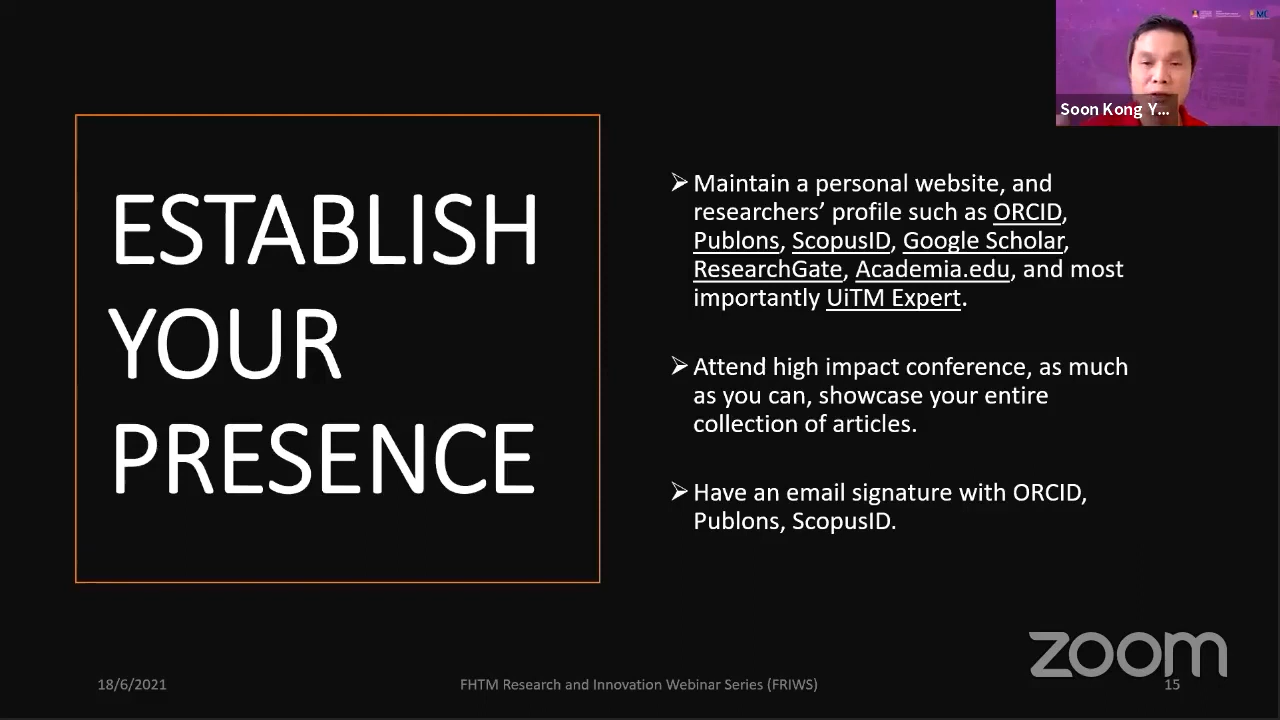 Soon Kong Y...
ESTABLISH
YOUR
PRESENCE
Maintain a personal website, and
researchers’ profile such as ORCID,
Publons, ScopusID, Google Scholar,
ResearchGate, Academia.edu, and most
importantly UiTM Expert.
Attend high impact conference, as much
as you can, showcase your entire
collection of articles.
Have an email signature with ORCID,
Publons, ScopusID.
zoom
18/6/2021
FHTM Research and Innovation Webinar Series (FRIWS)
15